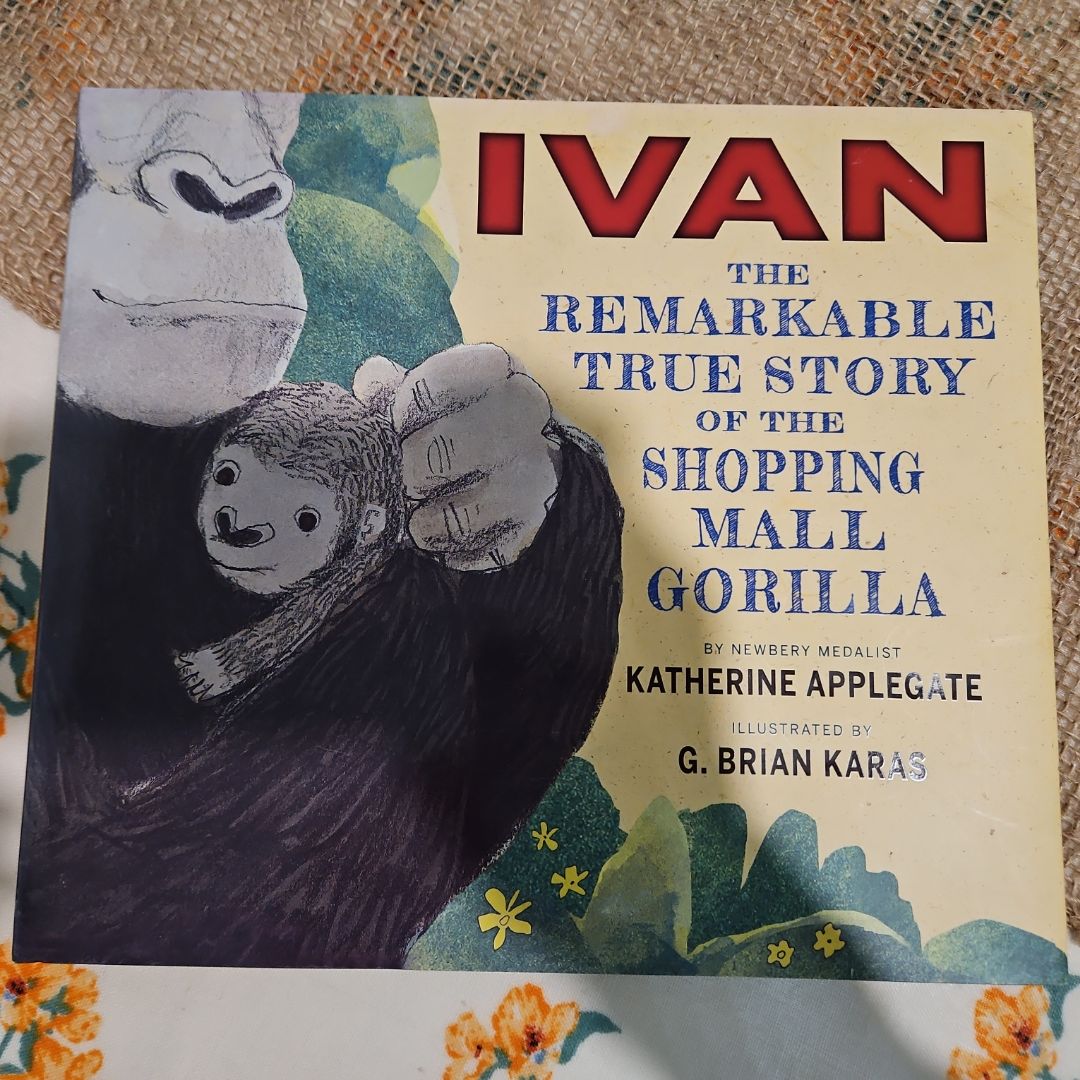 IVAN
THE
REMARKABLE
TRUE STORY
OF THE
SHOPPING
MALL
GORILLA
BY NEWBERY MEDALIST
KATHERINE APPLEGATE
ILLUSTRATED BY
G. BRIAN KARAS